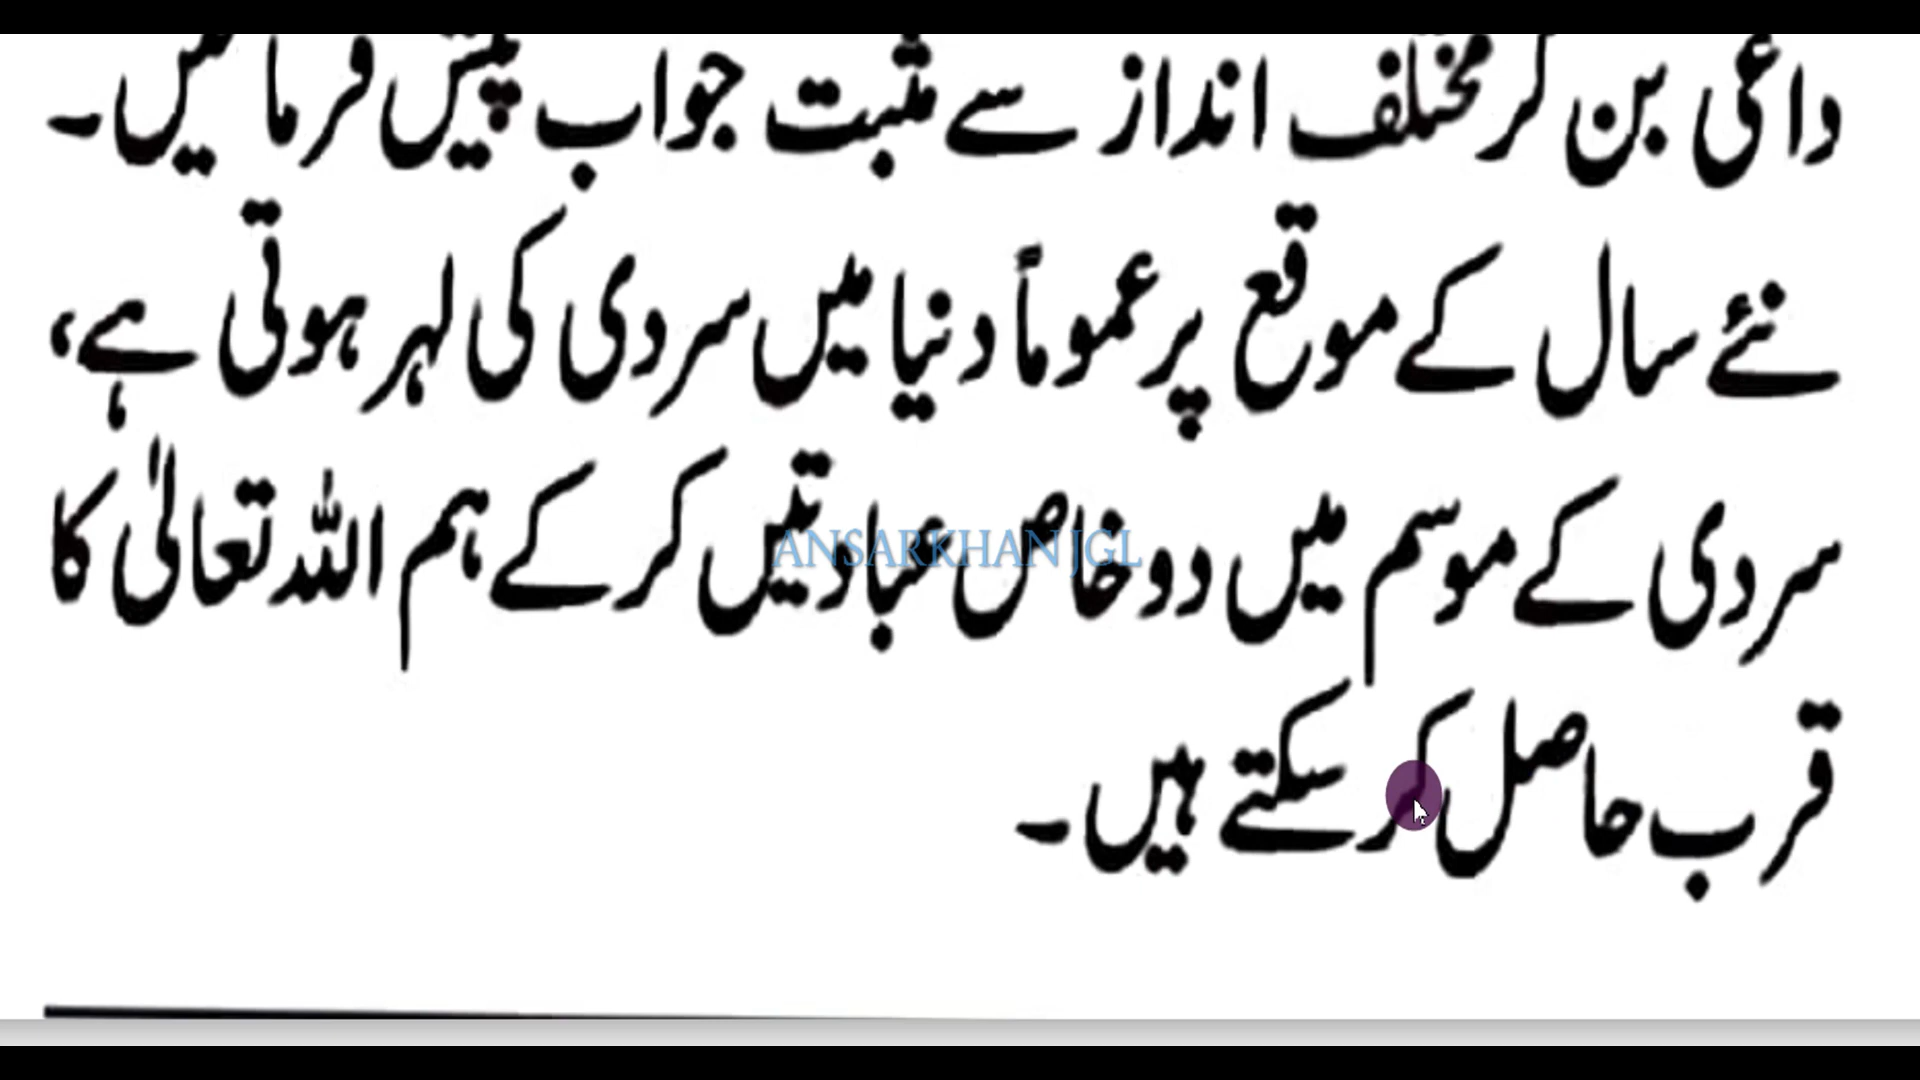 داعی بن کر مختلف انداز سے مثبت جواب پیش فرمائیں۔
نئے سال کے موقع پر عموماً دنیا میں سردی کی لہر ہوتی ہے،
سردی کے موسم میں دو خاص عبادتیں کر کے ہم اللہ تعالیٰ کا
ANSARKHAN JGL
قرب حاصل کر سکتے ہیں۔